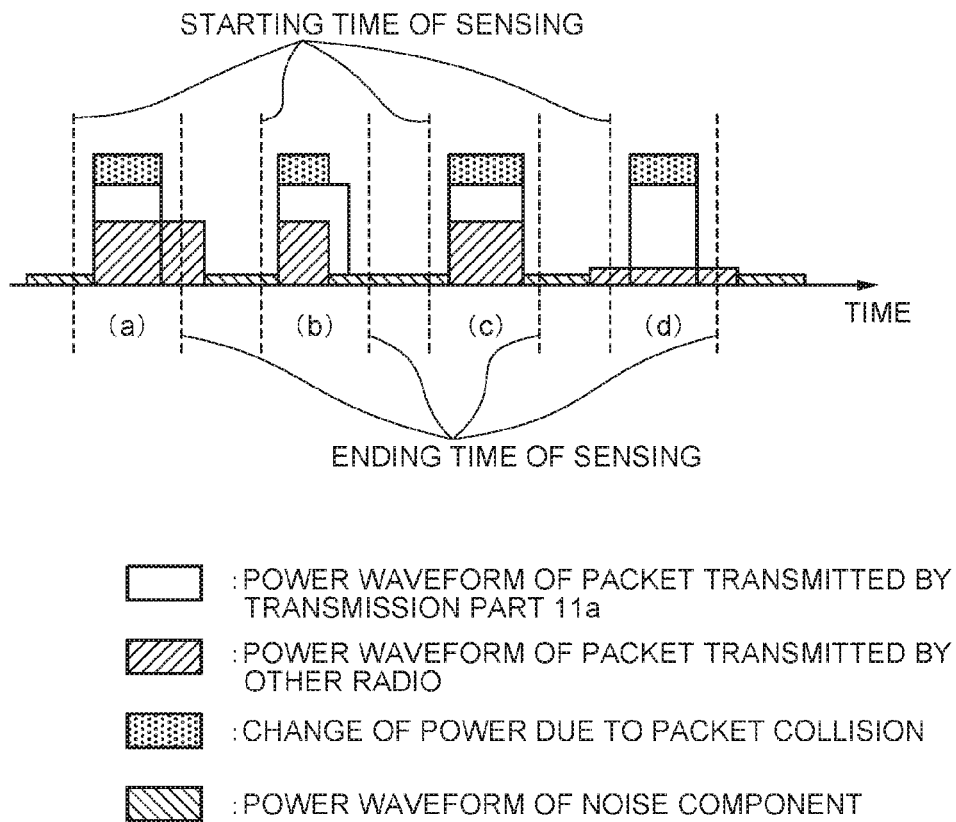 STARTING TIME OF SENSING
TIME
(a)
(b)
(c)
(d)
ENDING TIME OF SENSING
:POWER WAVEFORM OF PACKET TRANSMITTED BY
TRANSMISSION PART 11a
:POWER WAVEFORM OF PACKET TRANSMITTED BY
OTHER RADIO
:CHANGE OF POWER DUE TO PACKET COLLISION
:POWER WAVEFORM OF NOISE COMPONENT